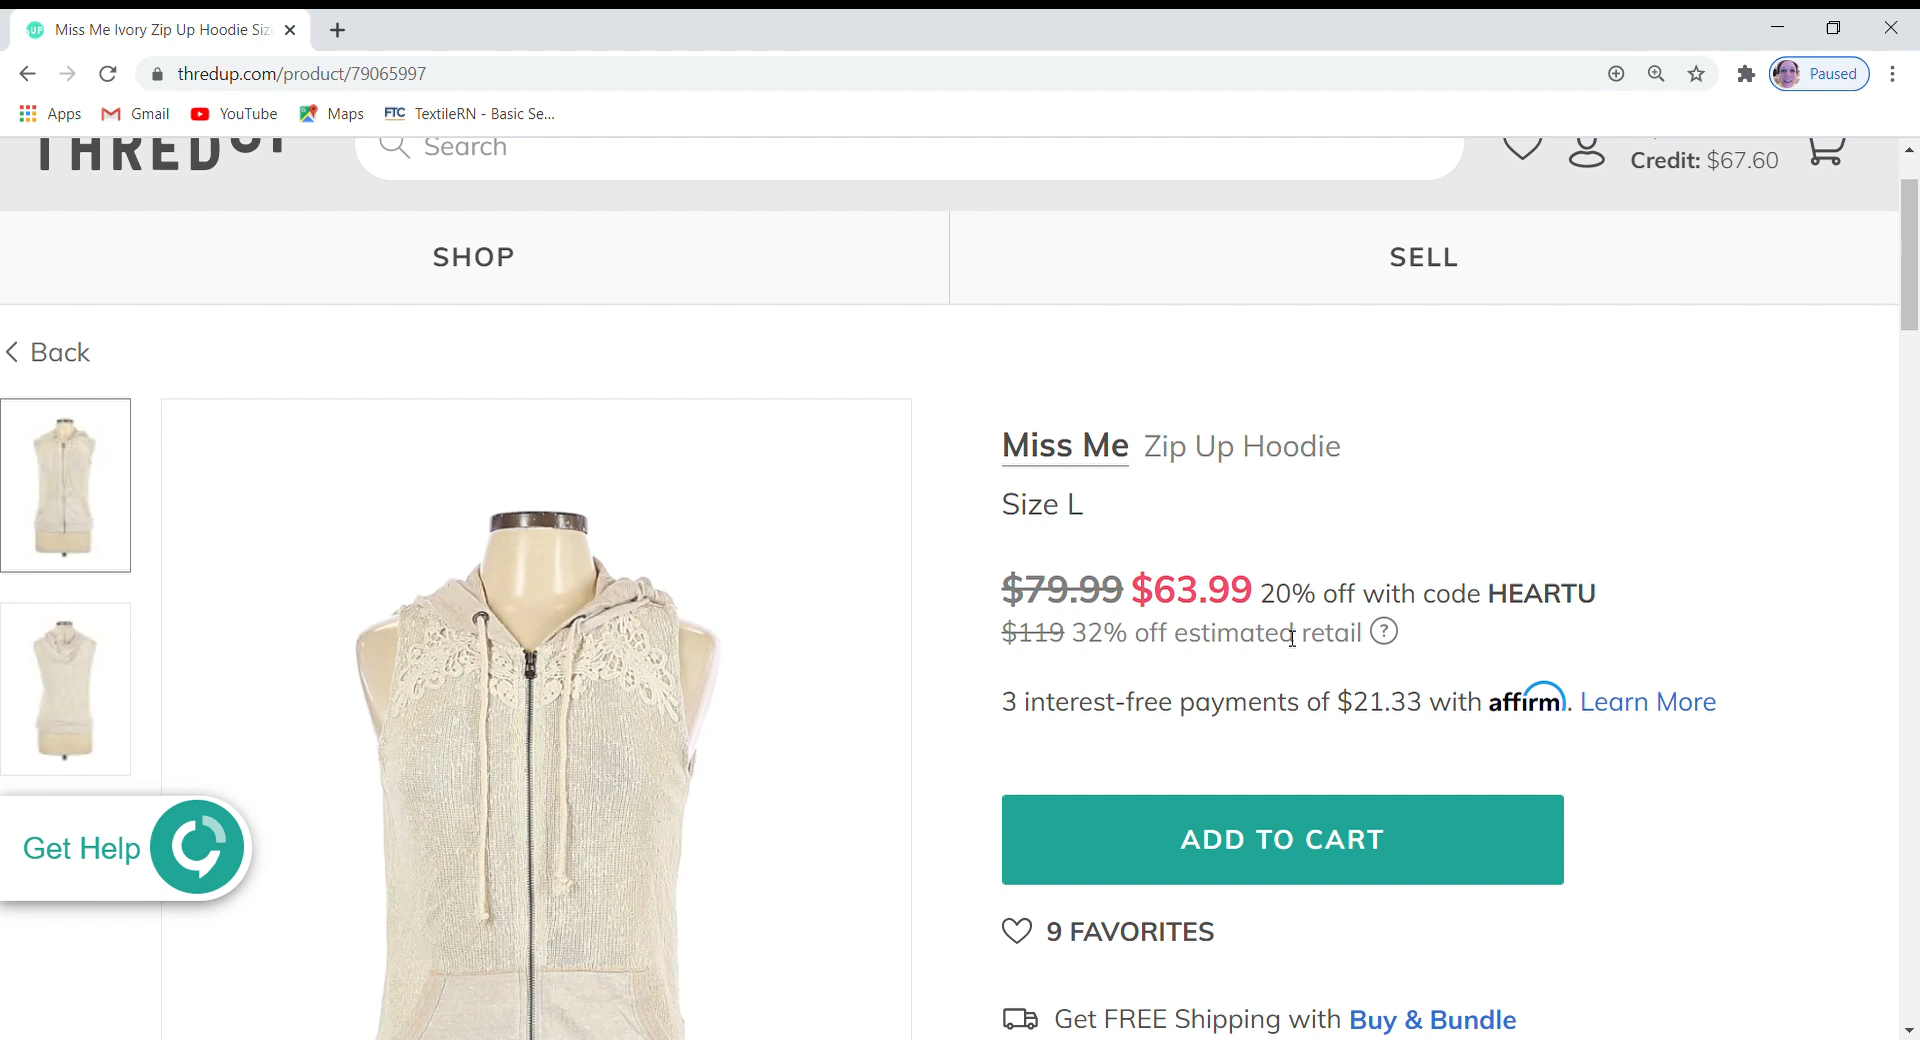 UP Miss Me Ivory Zip Up Hoodie Siz
thredup.com/product/79065997
Paused
Apps
Gmail
YouTube
Maps
FTC TextileRN - Basic Se...
THREDUP
Search
Credit: $67.60
SHOP
SELL
Back
Miss Me Zip Up Hoodie
Size L
$79.99 $63.99 20% off with code HEARTU
$119 32% off estimated retail ?
3 interest-free payments of $21.33 with affirm. Learn More
Get Help
ADD TO CART
9 FAVORITES
Get FREE Shipping with Buy & Bundle